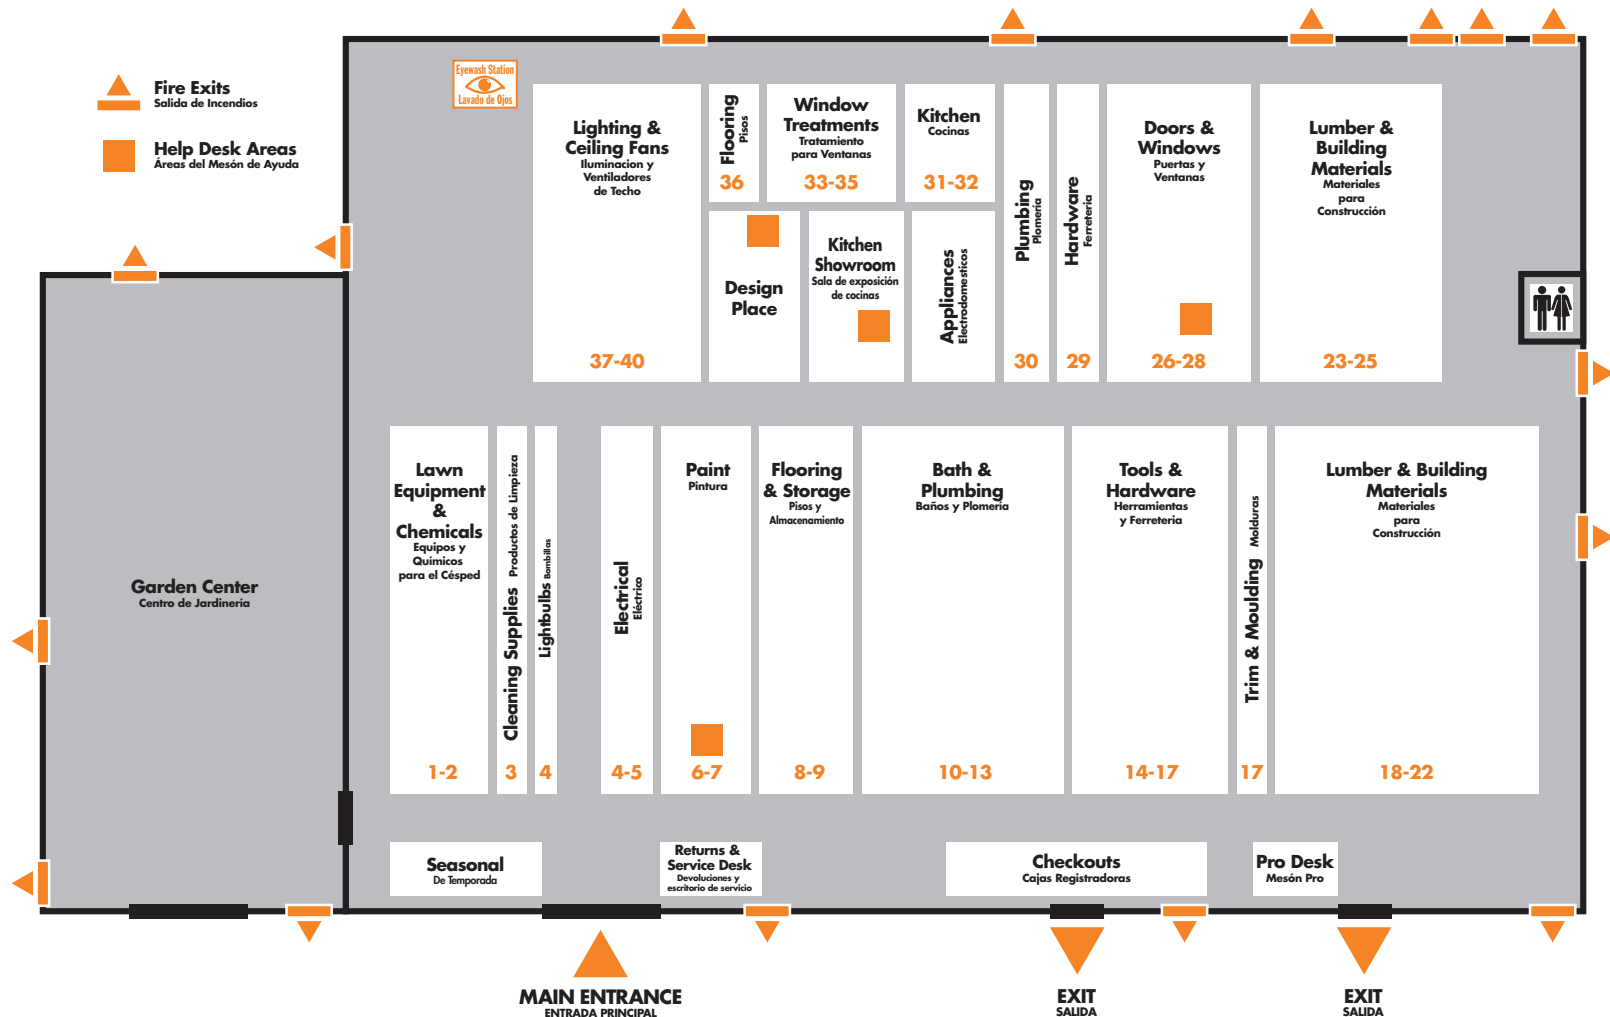 Fire Exits
Salida de Incendios
Help Desk Areas
Áreas del Mesón de Ayuda
Eyewash Station
Lavado de Ojos
Lighting &
Ceiling Fans
Iluminacion y
Ventiladores
de Techo
37-40
Flooring
Pisos
36
Window
Treatments
Tratamiento
para Ventanas
33-35
Kitchen
Cocinas
31-32
Design
Place
Kitchen
Showroom
Sala de exposición
de cocinas
Appliances
Electrodomesticos
Plumbing
Plomería
30
Hardware
Ferreteria
29
Doors &
Windows
Puertas y
Ventanas
26-28
Lumber &
Building
Materials
Materiales
para
Construcción
23-25
Garden Center
Centro de Jardinería
Lawn
Equipment
&
Chemicals
Equipos y
Químicos
para el Césped
1-2
Cleaning Supplies Productos de Limpieza
3
Lightbulbs Bombillas
4
Electrical
Eléctrico
4-5
Paint
Pintura
6-7
Flooring
& Storage
Pisos y
Almacenamiento
8-9
Bath &
Plumbing
Baños y Plomería
10-13
Tools &
Hardware
Herramientas
y Ferreteria
14-17
Trim & Moulding Molduras
17
Lumber & Building
Materials
Materiales
para
Construcción
18-22
Seasonal
De Temporada
Returns &
Service Desk
Devoluciones y
escritorio de servicio
Checkouts
Cajas Registradoras
Pro Desk
Mesón Pro
MAIN ENTRANCE
ENTRADA PRINCIPAL
EXIT
SALIDA
EXIT
SALIDA